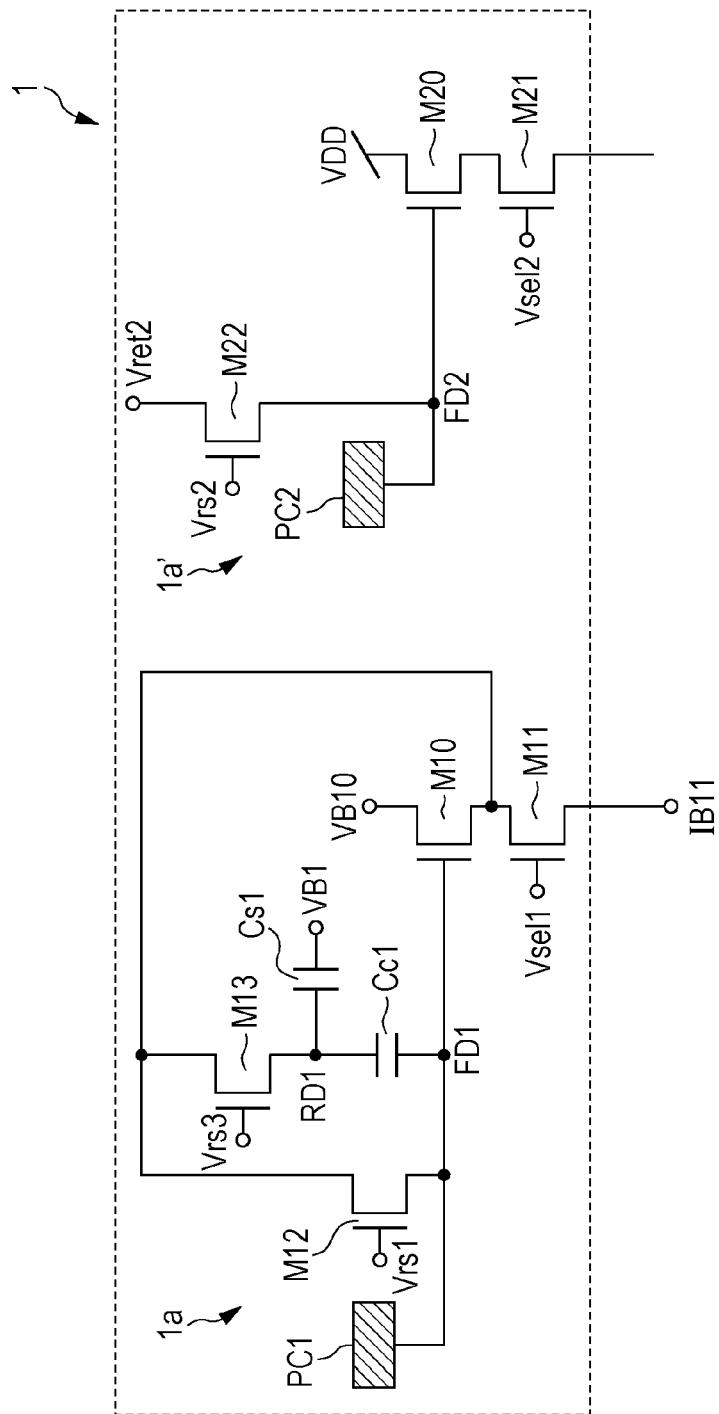 1
1a
PC1
M12
Vrs1
Vrs3
M13
RD1
Cs1
VB1
Cc1
FD1
VB10
M10
M11
Vsel1
IB11
1a'
PC2
Vrs2
Vret2
M22
FD2
VDD
M20
M21
Vsel2